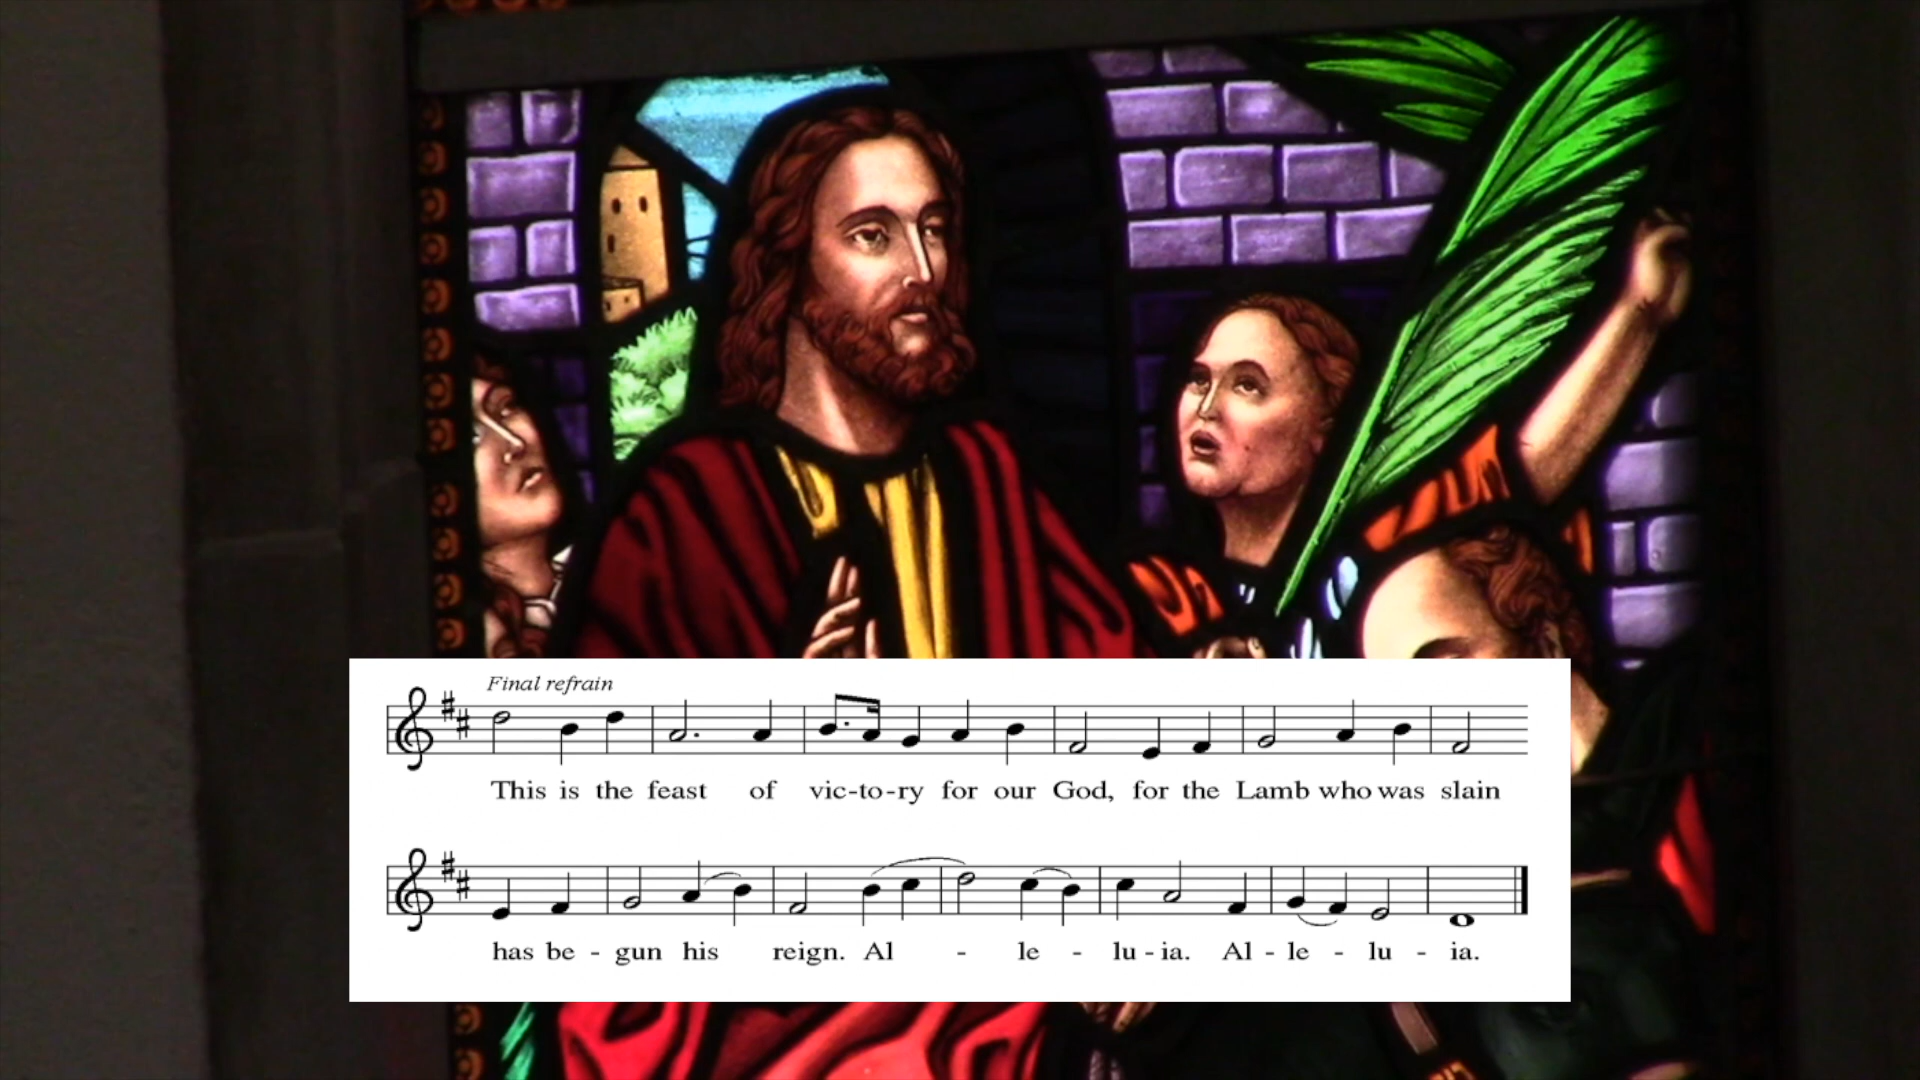 Final refrain
This is the feast of vic-to-ry for our God, for the Lamb who was slain
has be - gun his reign. Al - le - lu - ia. Al - le - lu - ia.